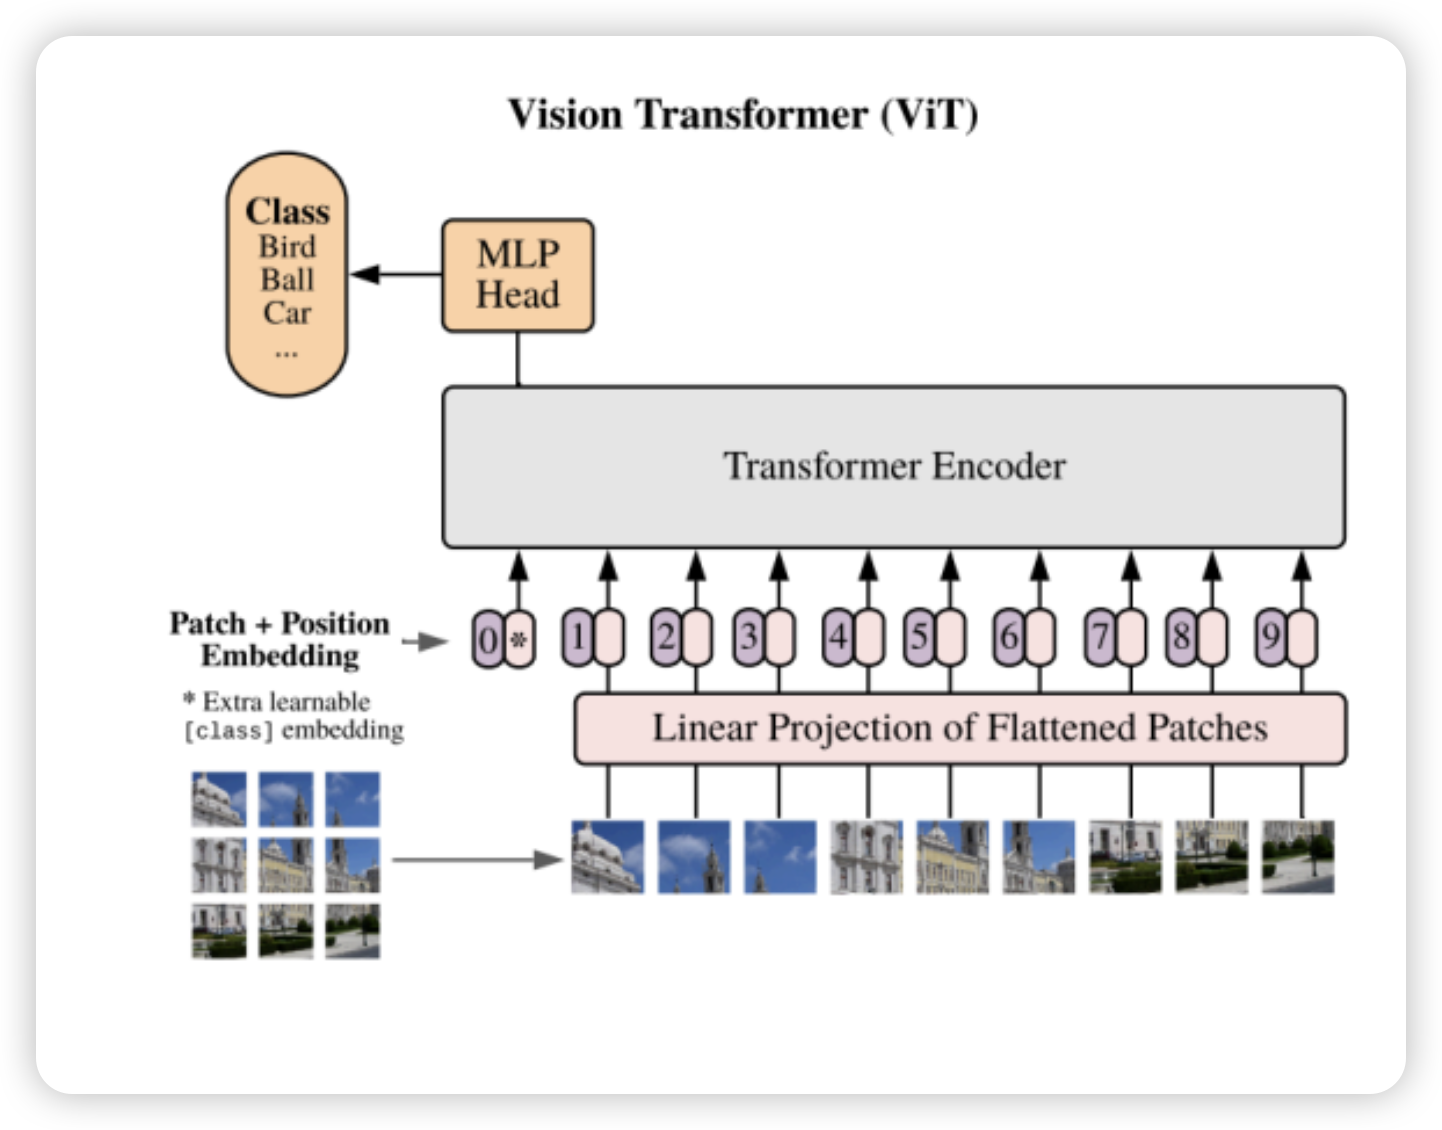 Vision Transformer (ViT)
Class
Bird
Ball
Car
...
MLP
Head
Transformer Encoder
Patch + Position
Embedding
0 * 1 2 3 4 5 6 7 8 9
* Extra learnable
[class] embedding
Linear Projection of Flattened Patches